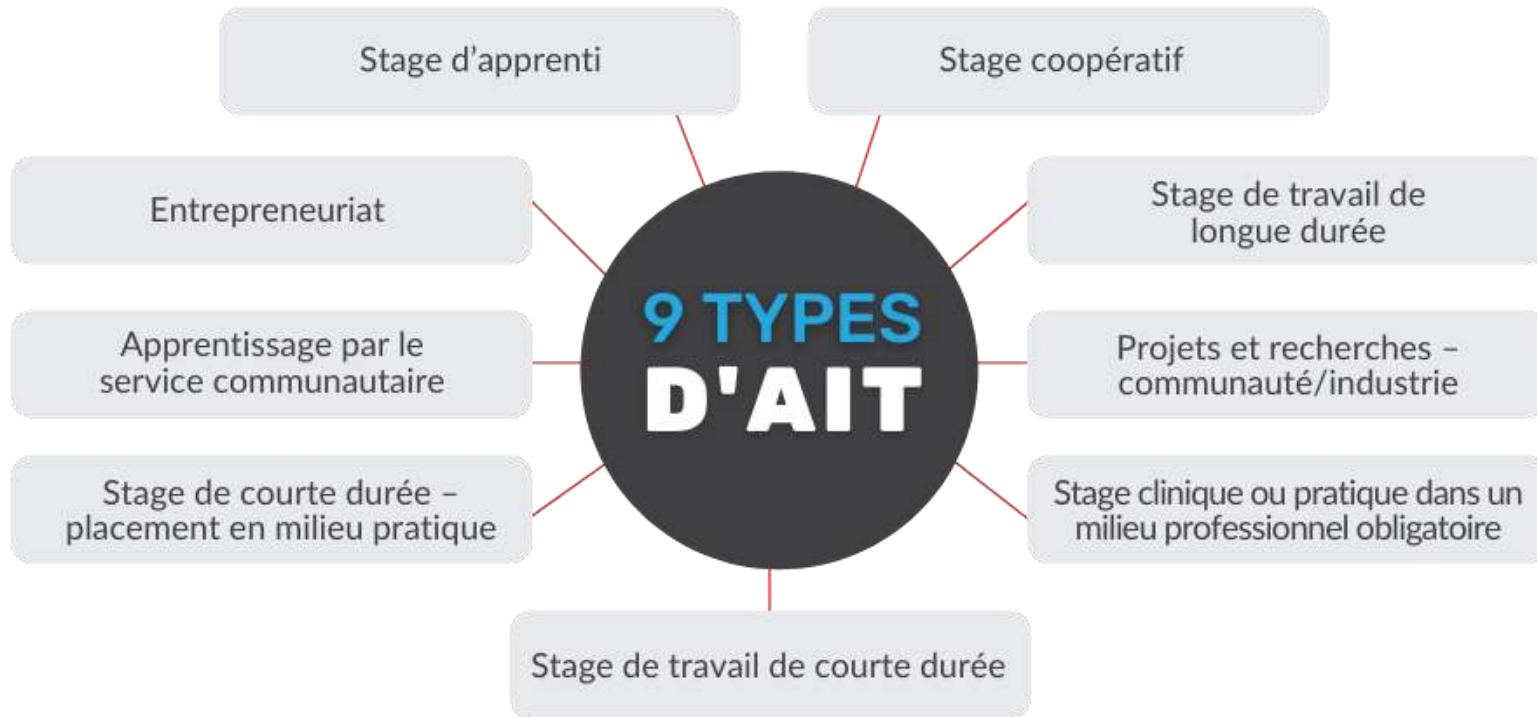 Stage d’apprenti
Stage coopératif
Entrepreneuriat
Stage de travail de
longue durée
9 TYPES
D'AIT
Apprentissage par le
service communautaire
Projets et recherches –
communauté/industrie
Stage de courte durée –
placement en milieu pratique
Stage clinique ou pratique dans un
milieu professionnel obligatoire
Stage de travail de courte durée